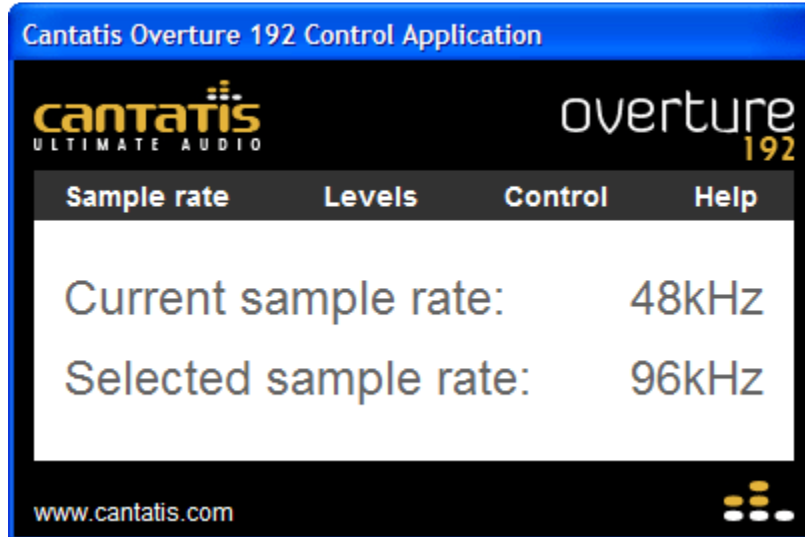 Cantatis Overture 192 Control Application
cantatis
ULTIMATE AUDIO
overture
192
Sample rate Levels Control Help
Current sample rate: 48kHz
Selected sample rate: 96kHz
www.cantatis.com